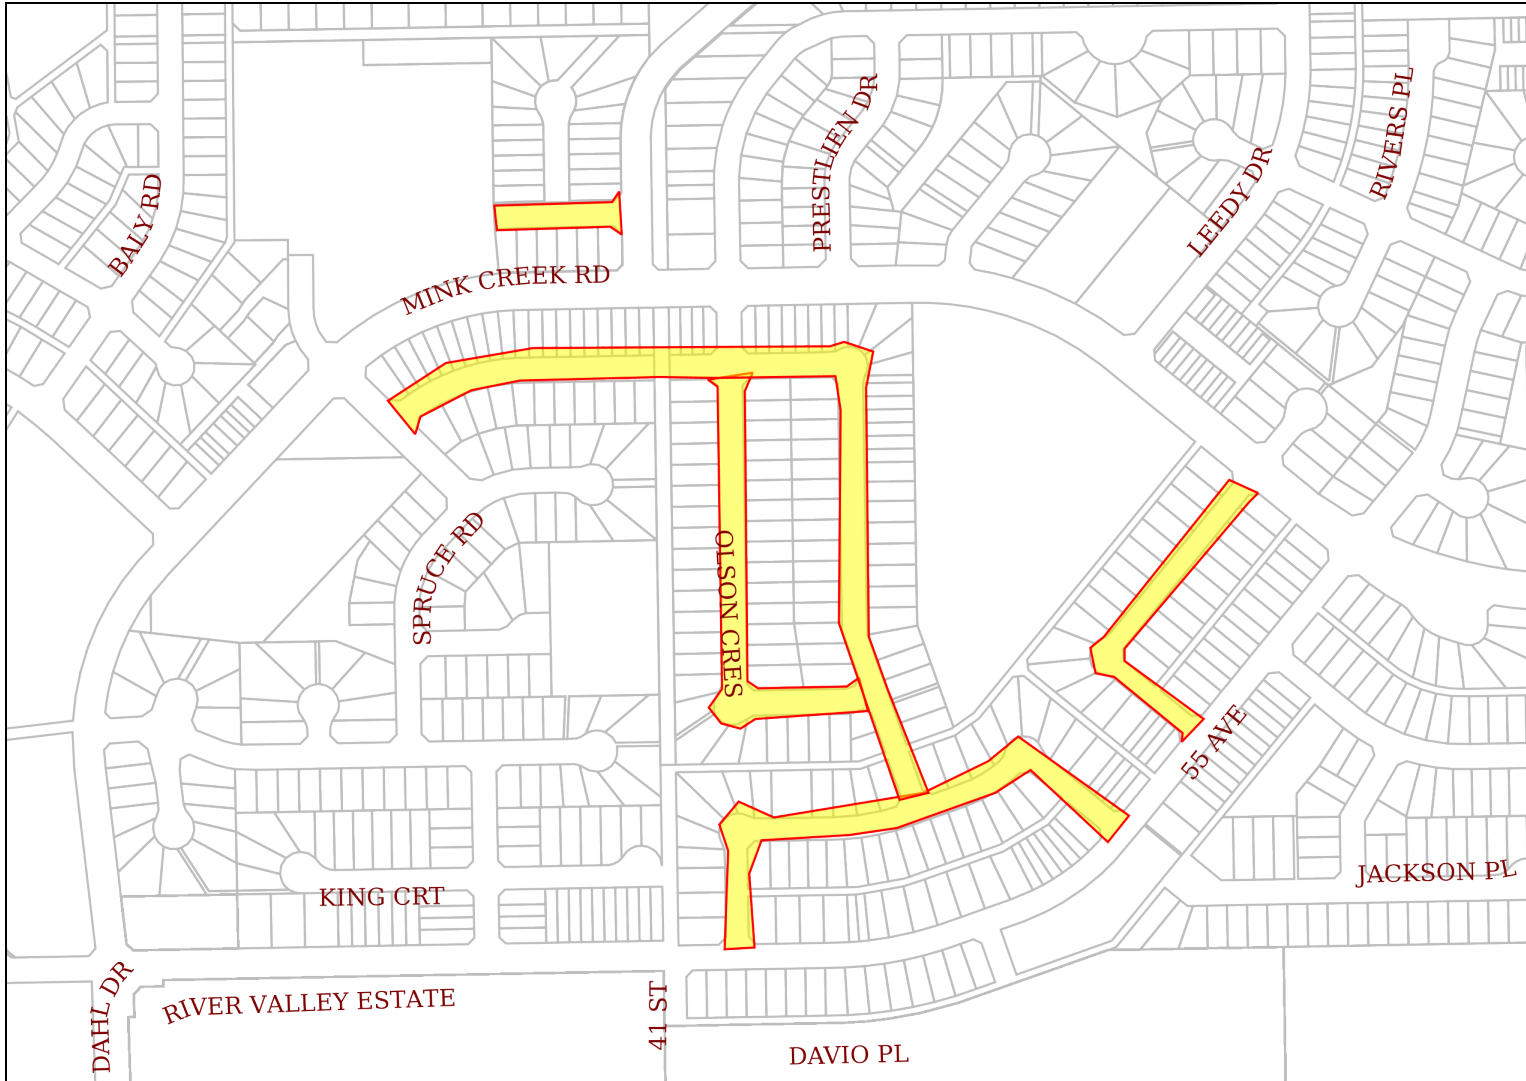 RIVERS PL
PRESTLIEN DR
LEEDY DR
BALY RD
MINK CREEK RD
SPRUCE RD
OLSON CRES
55 AVE
JACKSON PL
KING CRT
DAHL DR
RIVER VALLEY ESTATE
41 ST
DAVIO PL